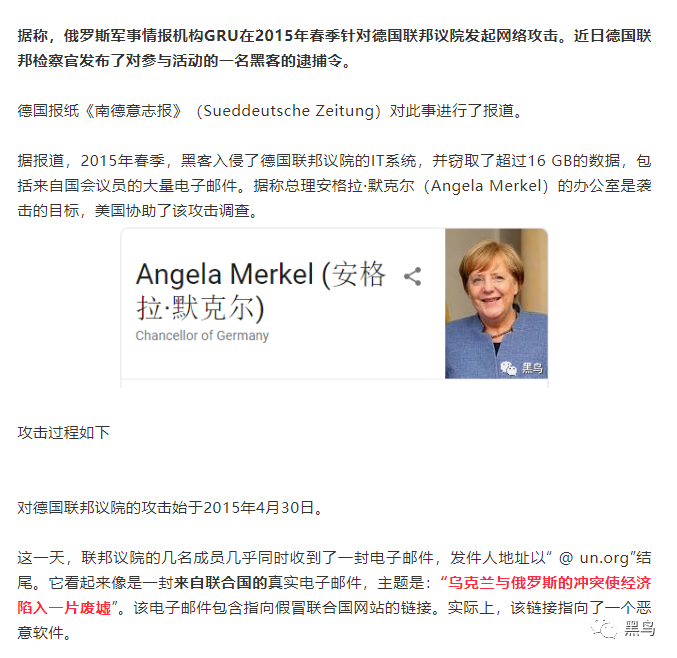 据称，俄罗斯军事情报机构GRU在2015年春季针对德国联邦议院发起网络攻击。近日德国联
邦检察官发布了对参与活动的一名黑客的逮捕令。
德国报纸《南德意志报》（Sueddeutsche Zeitung）对此事进行了报道。
据报道，2015年春季，黑客入侵了德国联邦议院的IT系统，并窃取了超过16 GB的数据，包
括来自国会议员的大量电子邮件。据称总理安格拉·默克尔（Angela Merkel）的办公室是袭
击的目标，美国协助了该攻击调查。
Angela Merkel (安格
拉·默克尔)
Chancellor of Germany
黑鸟
攻击过程如下
对德国联邦议院的攻击始于2015年4月30日。
这一天，联邦议院的几名成员几乎同时收到了一封电子邮件，发件人地址以“ @ un.org”结
尾。它看起来像是一封来自联合国的真实电子邮件，主题是：“乌克兰与俄罗斯的冲突使经济
陷入一片废墟”。该电子邮件包含指向假冒联合国网站的链接。实际上，该链接指向了一个恶
意软件。
黑鸟